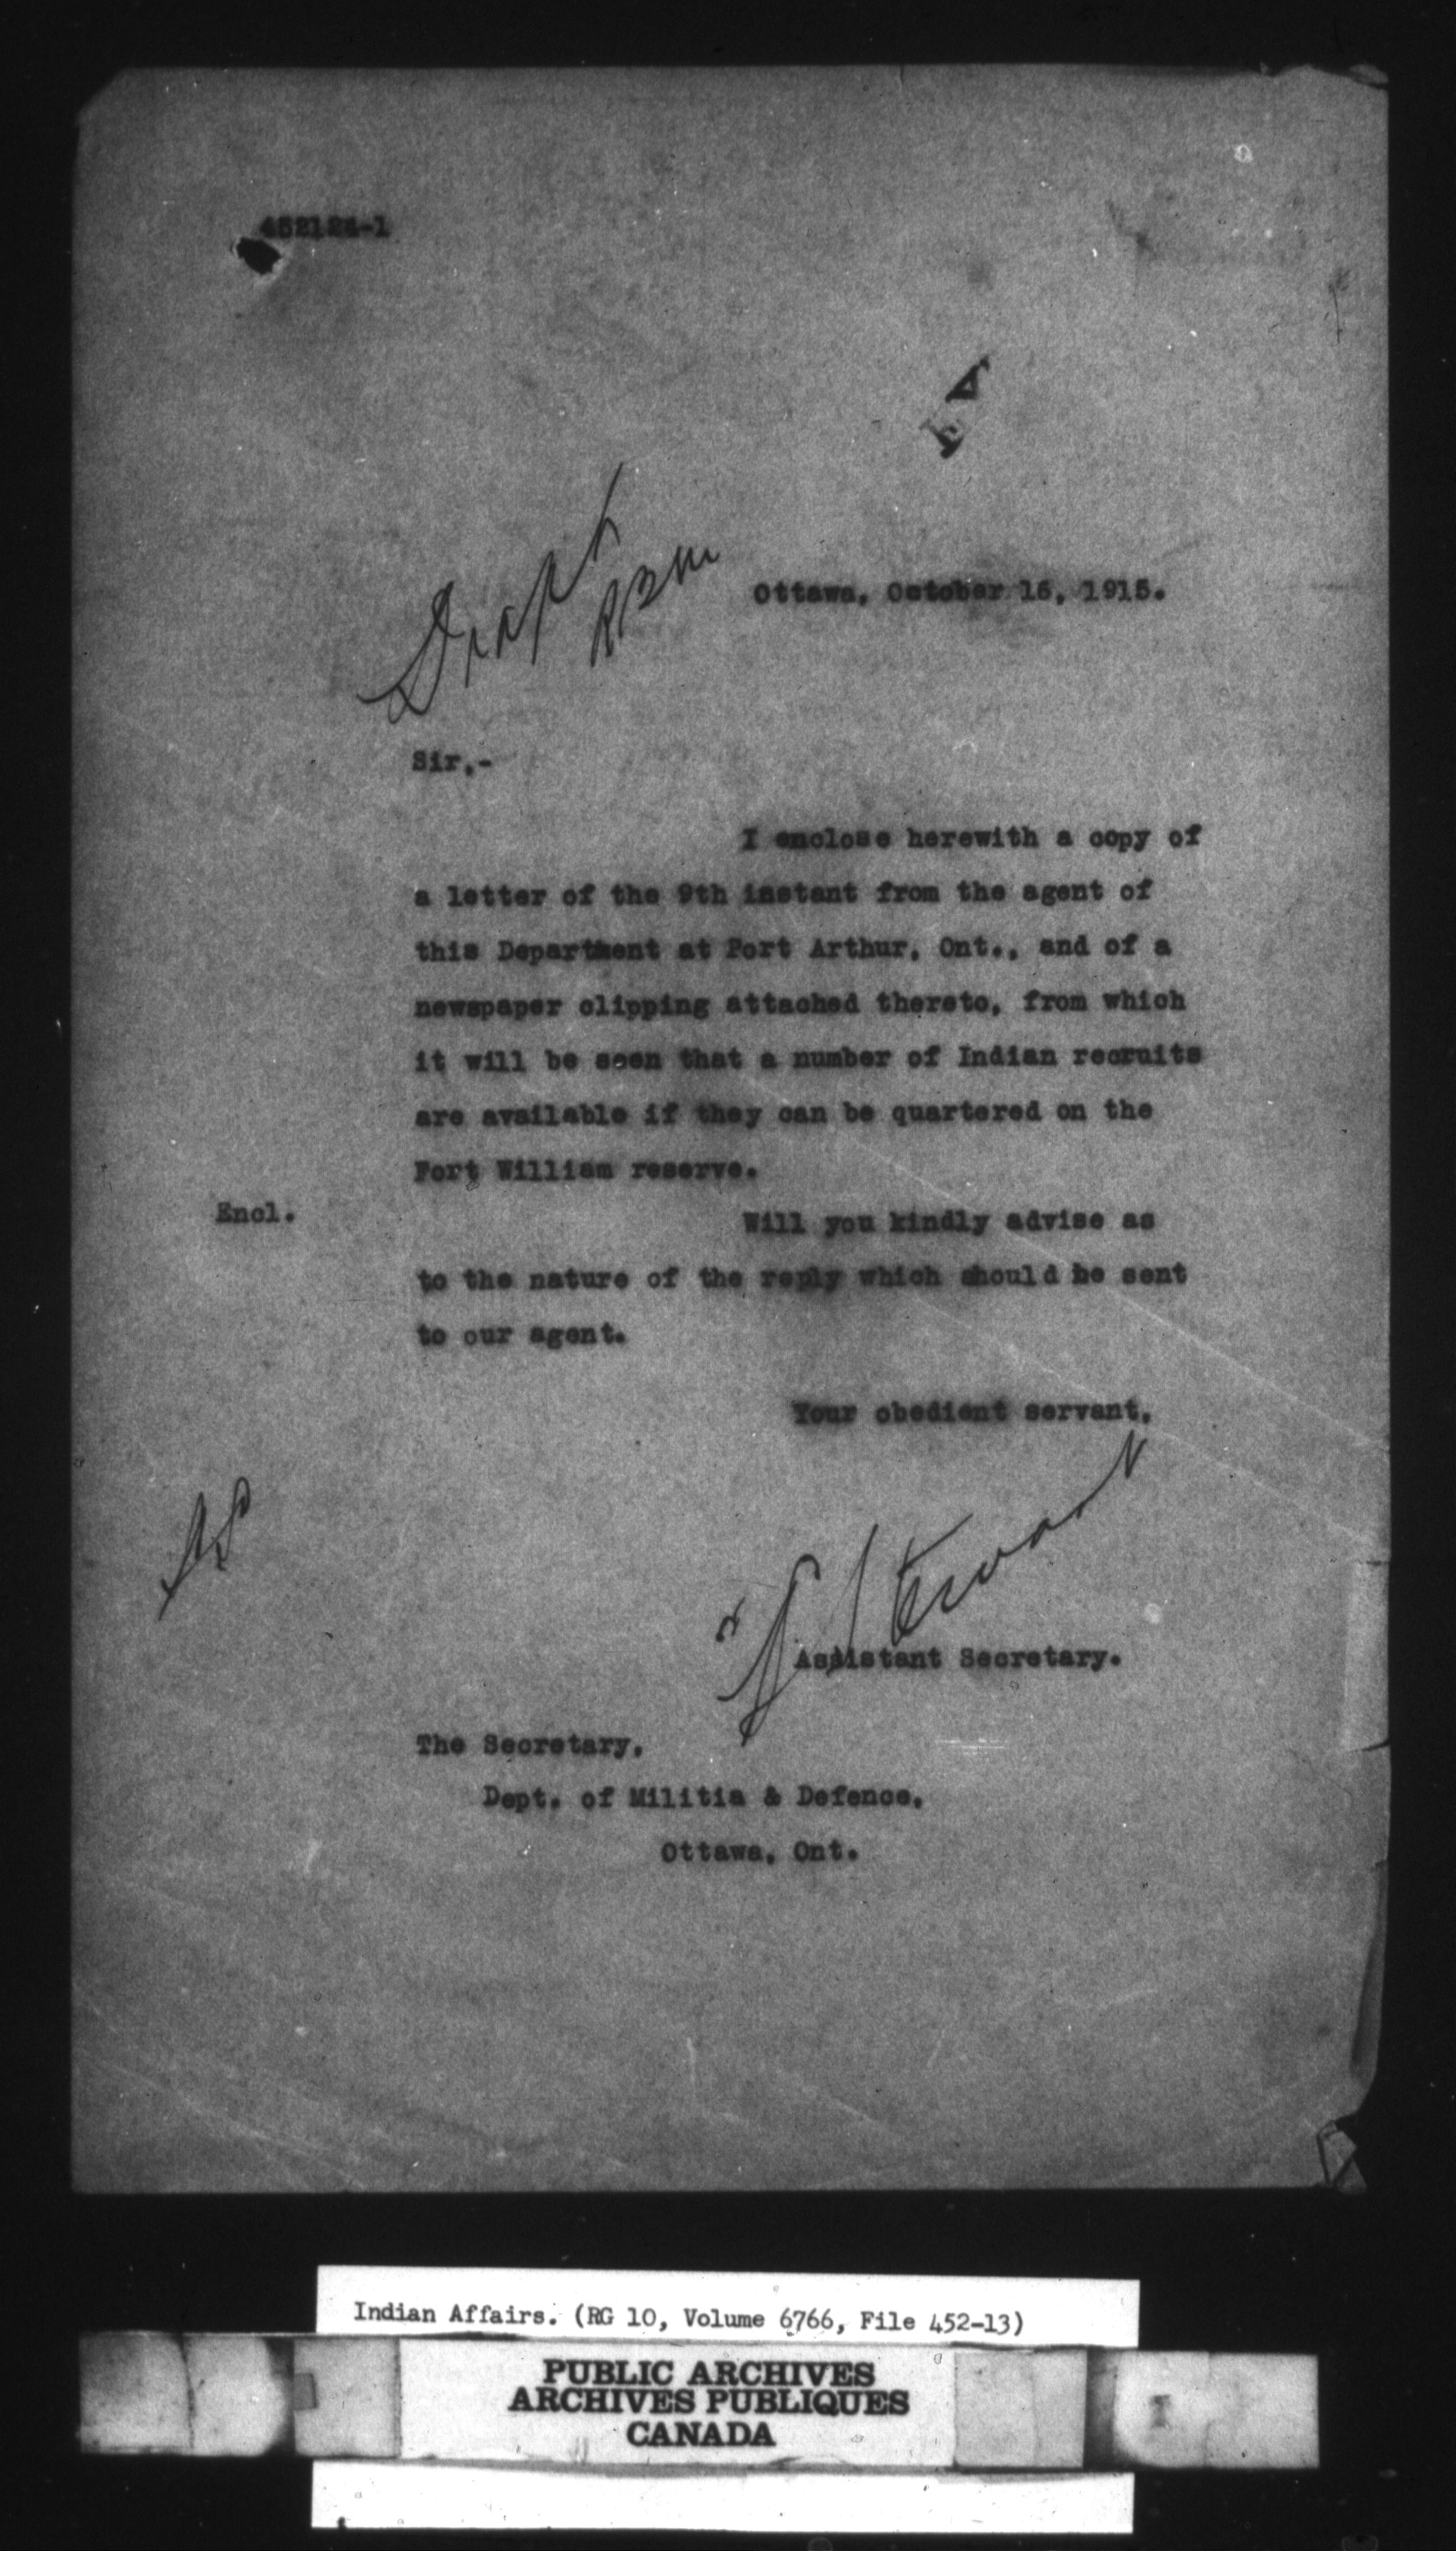 452124-1
Draft
Ottawa, October 15, 1915.
Sir,-
I enclose herewith a copy of
a letter of the 9th instant from the agent of
this Department at Port Arthur, Ont., and of a
newspaper clipping attached thereto, from which
it will be seen that a number of Indian recruits
are available if they can be quartered on the
Fort William reserve.
Encl.
Will you kindly advise as
to the nature of the reply which should be sent
to our agent.
Your obedient servant,
S Stewart
Assistant Secretary.
The Secretary,
Dept. of Militia & Defence,
Ottawa, Ont.
Indian Affairs. (RG 10, Volume 6766, File 452-13)
PUBLIC ARCHIVES
ARCHIVES PUBLIQUES
CANADA